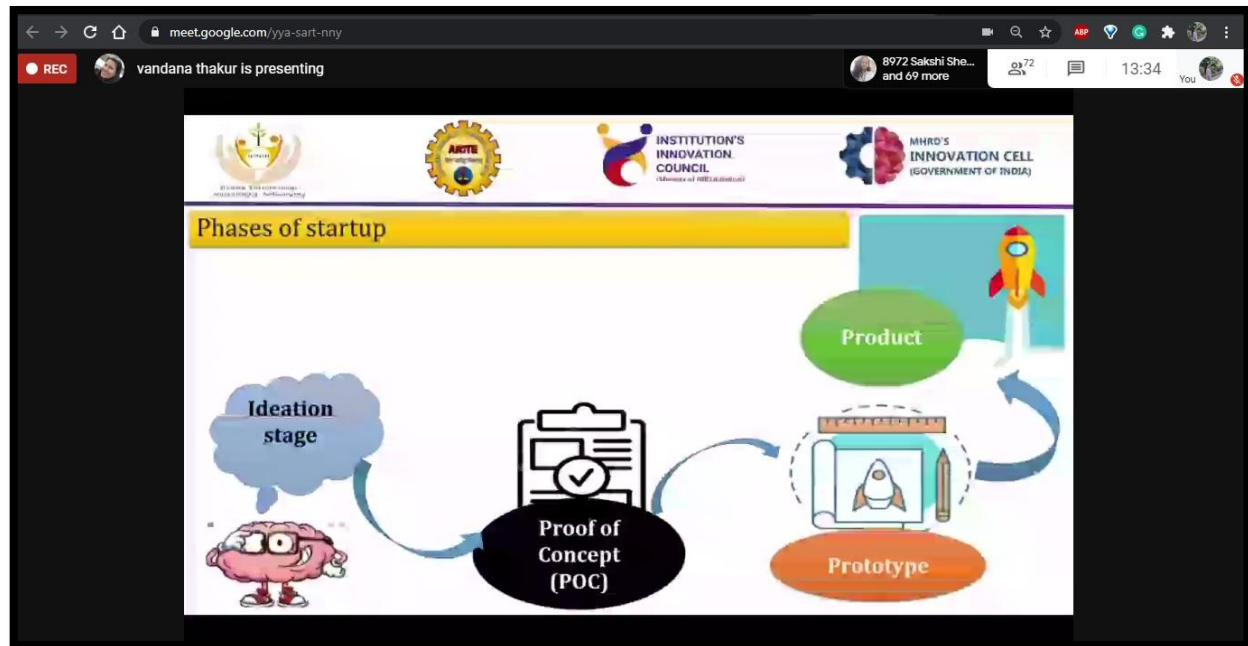 meet.google.com/yya-sart-nny
ABP
REC
vandana thakur is presenting
8972 Sakshi She...
and 69 more
72
13:34
You
ARITE
INSTITUTION'S
INNOVATION
COUNCIL
MHRD'S
INNOVATION CELL
(GOVERNMENT OF INDIA)
Phases of startup
Product
Ideation
stage
Proof of
Concept
(POC)
Prototype